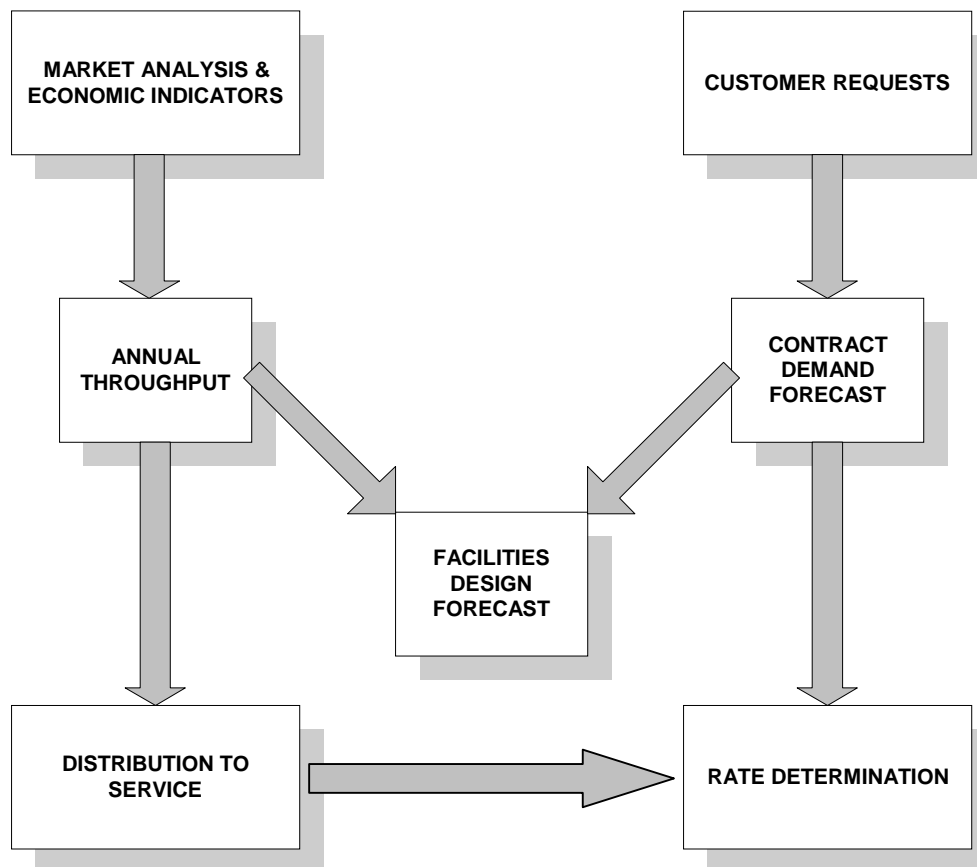 MARKET ANALYSIS &
ECONOMIC INDICATORS
CUSTOMER REQUESTS
ANNUAL
THROUGHPUT
CONTRACT
DEMAND
FORECAST
FACILITIES
DESIGN
FORECAST
DISTRIBUTION TO
SERVICE
RATE DETERMINATION